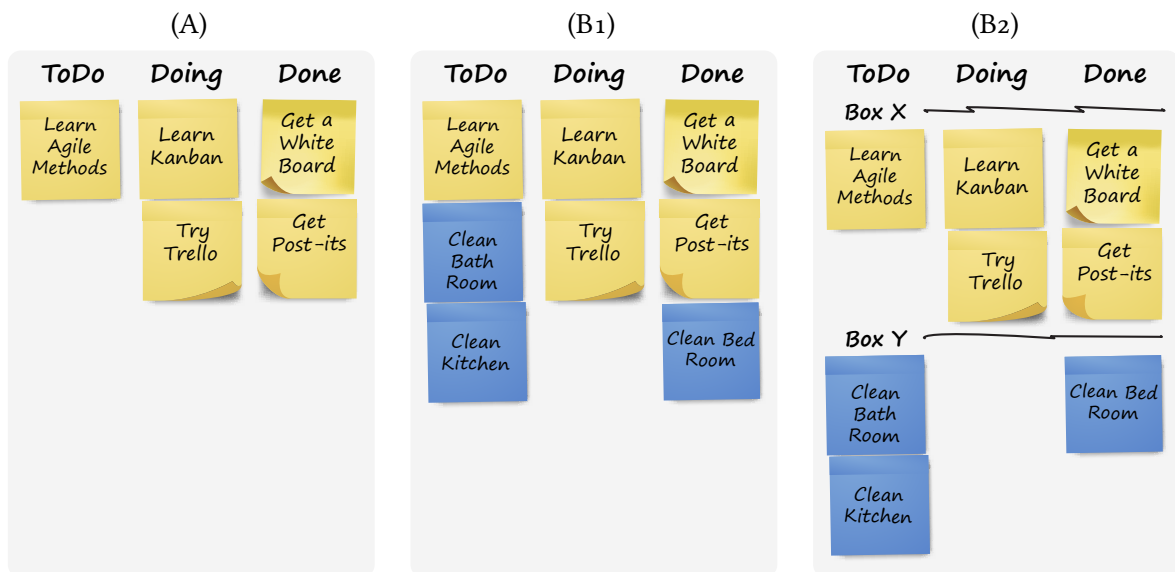 (A)
ToDo Doing Done
Learn
Agile
Methods
Learn
Kanban
Get a
White
Board
Try
Trello
Get
Post-its
(B1)
ToDo Doing Done
Learn
Agile
Methods
Learn
Kanban
Get a
White
Board
Clean
Bath
Room
Try
Trello
Get
Post-its
Clean
Kitchen
Clean Bed
Room
(B2)
ToDo Doing Done
Box X
Learn
Agile
Methods
Learn
Kanban
Get a
White
Board
Try
Trello
Get
Post-its
Box Y
Clean
Bath
Room
Clean Bed
Room
Clean
Kitchen